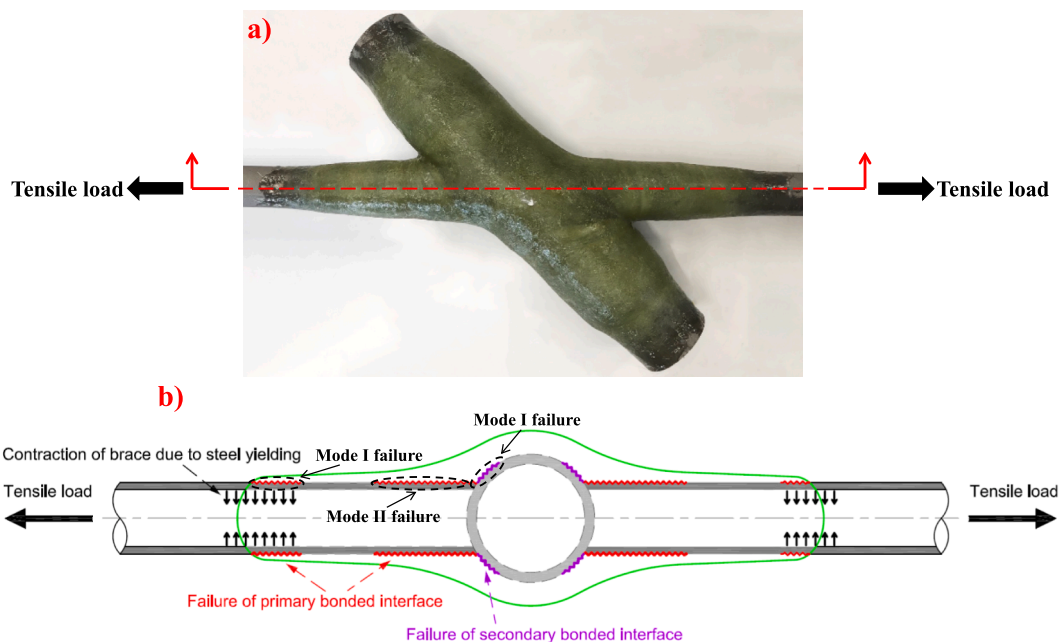 a)
Tensile load
Tensile load
b)
Mode I failure
Contraction of brace due to steel yielding
Mode I failure
Tensile load
Tensile load
Mode II failure
Failure of primary bonded interface
Failure of secondary bonded interface